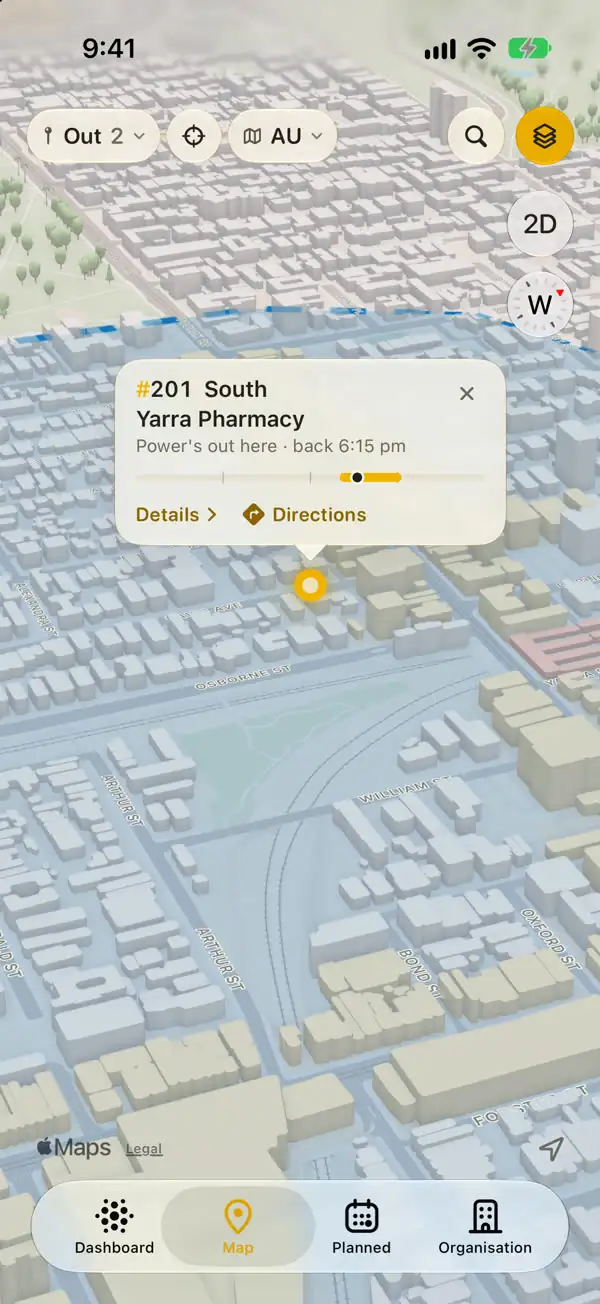 9:41
Out 2
AU
2D
W
#201 South
Yarra Pharmacy
Power's out here · back 6:15 pm
Details
Directions
OSBORNE ST
WILLIAM ST
ARTHUR ST
ARTHUR ST
BOND ST
OXFORD ST
Maps Legal
Dashboard
Map
Planned
Organisation